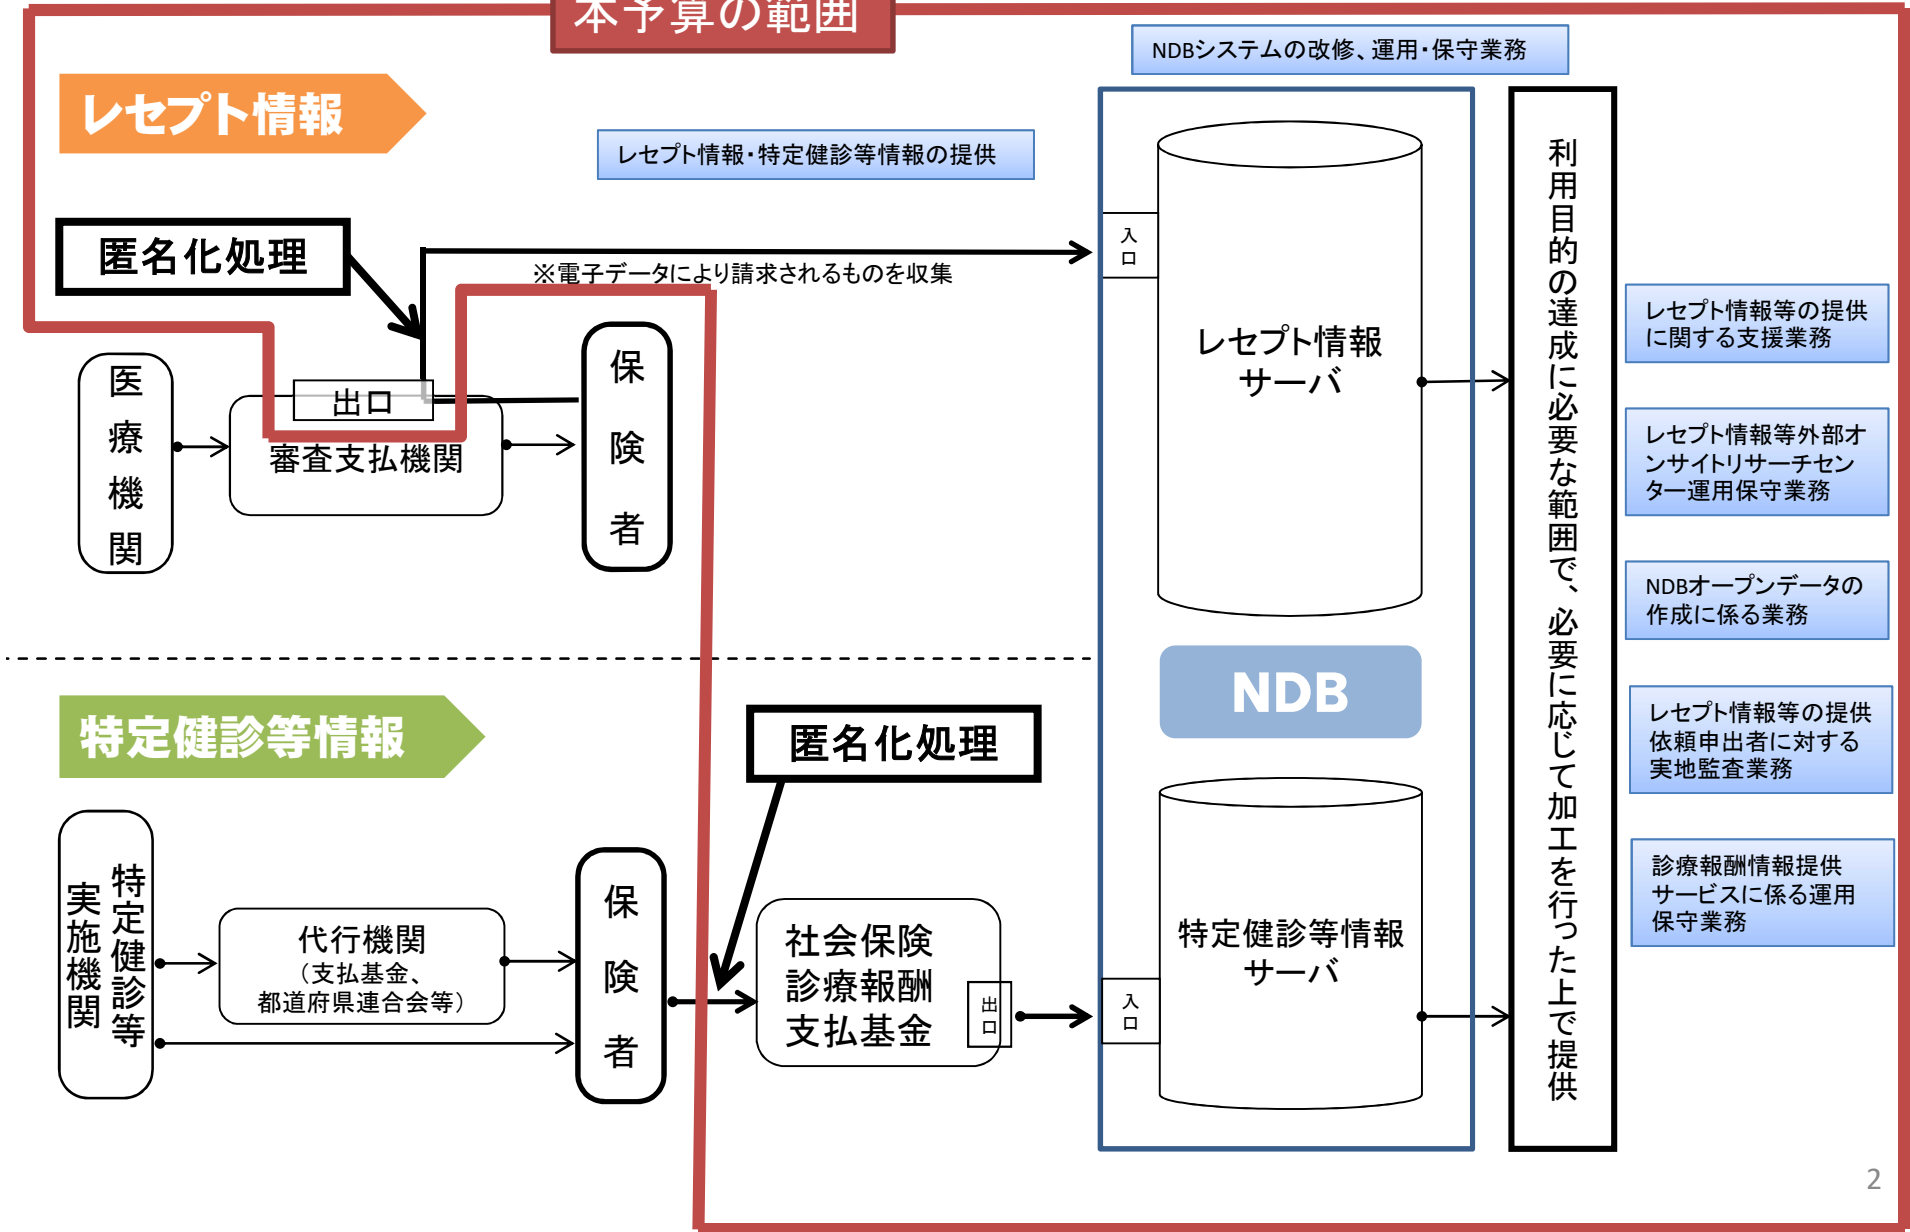 本予算の範囲
NDBシステムの改修、運用・保守業務
レセプト情報
レセプト情報・特定健診等情報の提供
匿名化処理
※電子データにより請求されるものを収集
入口
医療機関
出口
審査支払機関
保険者
レセプト情報
サーバ
利用目的の達成に必要な範囲で、必要に応じて加工を行った上で提供
レセプト情報等の提供
に関する支援業務
レセプト情報等外部オ
ンサイトリサーチセン
ター運用保守業務
NDBオープンデータの
作成に係る業務
レセプト情報等の提供
依頼申出者に対する
実地監査業務
診療報酬情報提供
サービスに係る運用
保守業務
NDB
特定健診等情報
匿名化処理
特定健診等
実施機関
代行機関
（支払基金、
都道府県連合会等）
保険者
社会保険
診療報酬
支払基金
出口
入口
特定健診等情報
サーバ
2